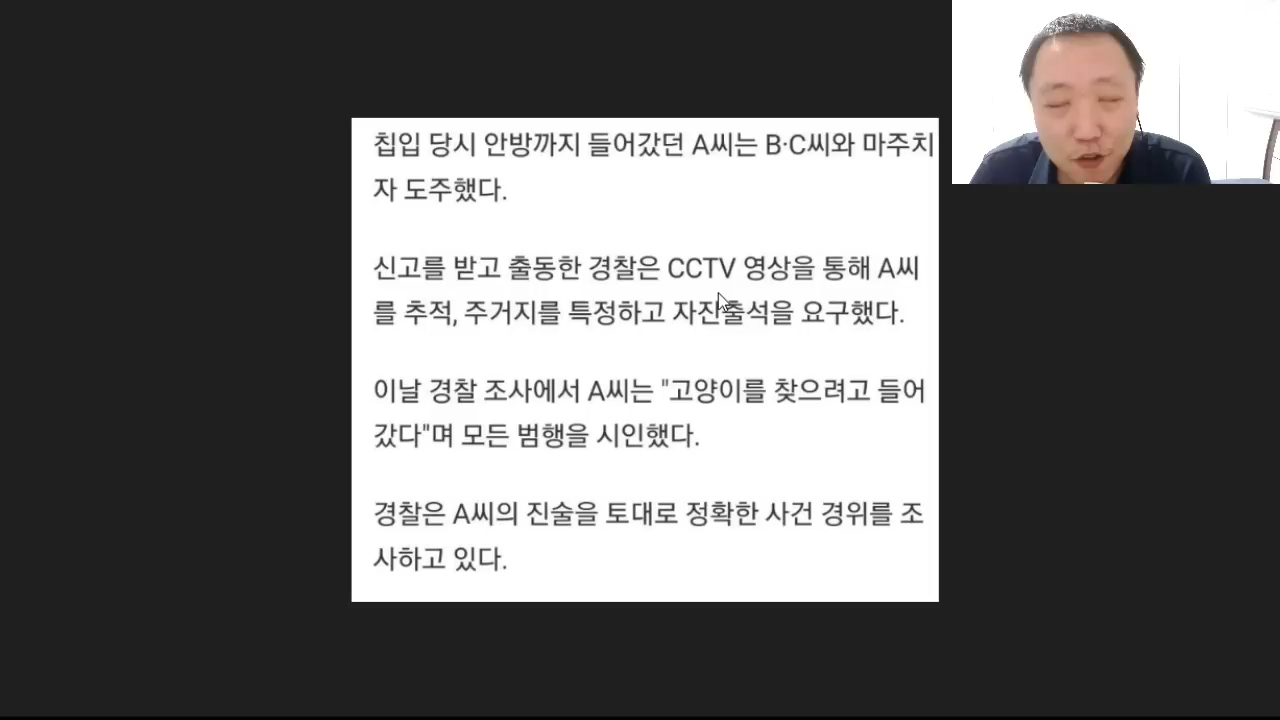 칩입 당시 안방까지 들어갔던 A씨는 B·C씨와 마주치
자 도주했다.
신고를 받고 출동한 경찰은 CCTV 영상을 통해 A씨
를 추적, 주거지를 특정하고 자진출석을 요구했다.
이날 경찰 조사에서 A씨는 "고양이를 찾으려고 들어
갔다"며 모든 범행을 시인했다.
경찰은 A씨의 진술을 토대로 정확한 사건 경위를 조
사하고 있다.